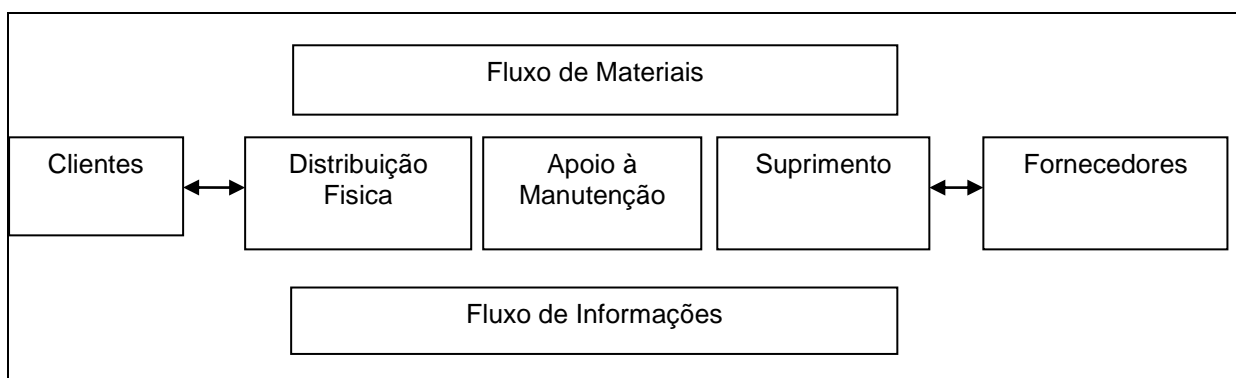 Fluxo de Materiais
Clientes
Distribuição
Fisica
Apoio à
Manutenção
Suprimento
Fornecedores
Fluxo de Informações